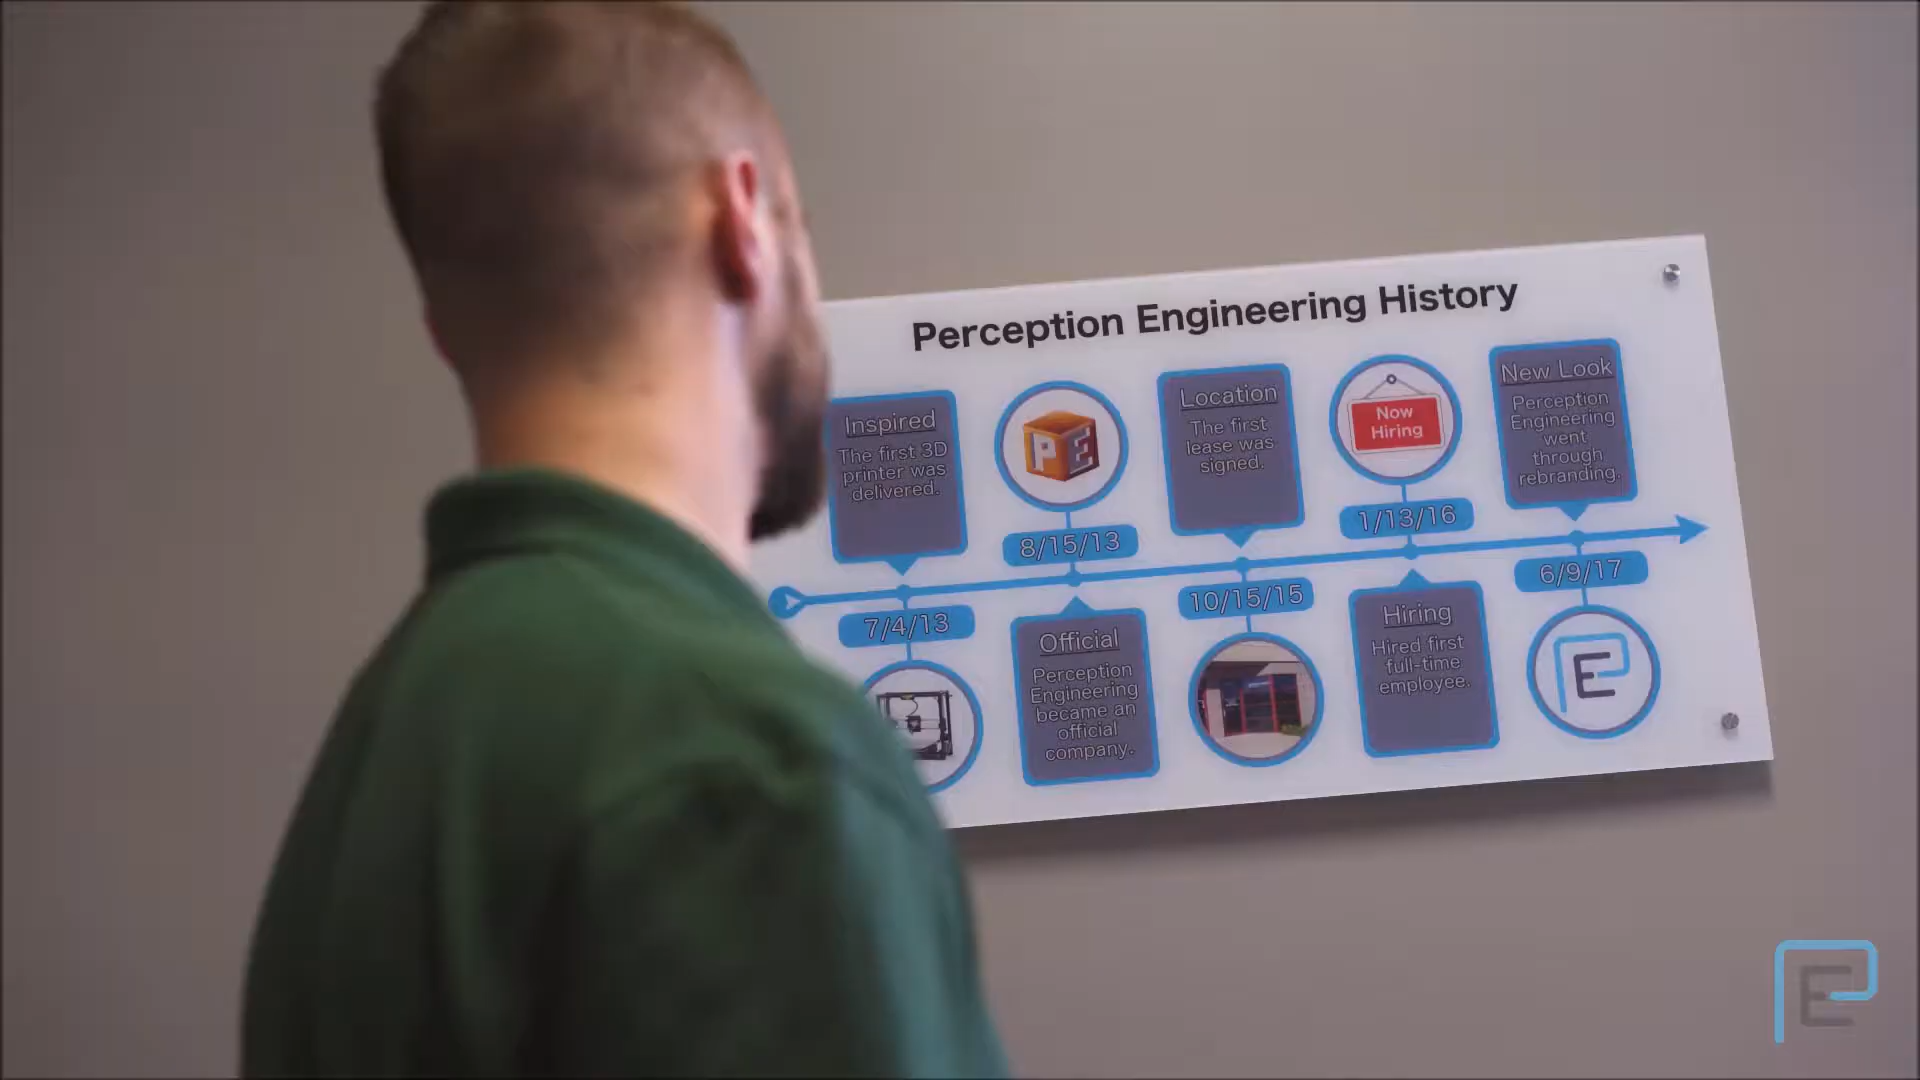 Perception Engineering History
Inspired
The first 3D
printer was
delivered.
7/4/13
PE
8/15/13
Official
Perception
Engineering
became an
official
company.
Location
The first
lease was
signed.
10/15/15
Now
Hiring
1/13/16
Hiring
Hired first
full-time
employee.
New Look
Perception
Engineering
went
through
rebranding.
6/9/17
PE
PE